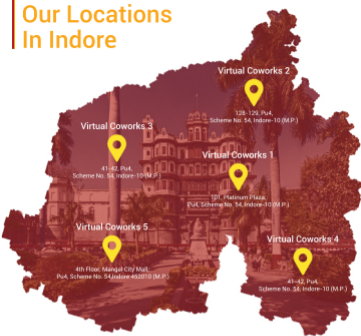 Our Locations
In Indore
Virtual Coworks 2
128-129, Pu4,
Scheme No. 54, Indore-10 (M.P.)
Virtual Coworks 3
41-42, Pu4,
Scheme No. 54, Indore-10 (M.P.)
Virtual Coworks 1
101, Platinum Plaza,
Pu4, Scheme No. 54, Indore-10 (M.P.)
Virtual Coworks 5
4th Floor, Mangal City Mall,
Pu4, Scheme No. 54,Indore 452010 (M.P.)
Virtual Coworks 4
41-42, Pu4,
Scheme No. 54, Indore-10 (M.P.)